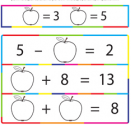 = 3 = 5
5 - = 2
+ 8 = 13
+ = 8